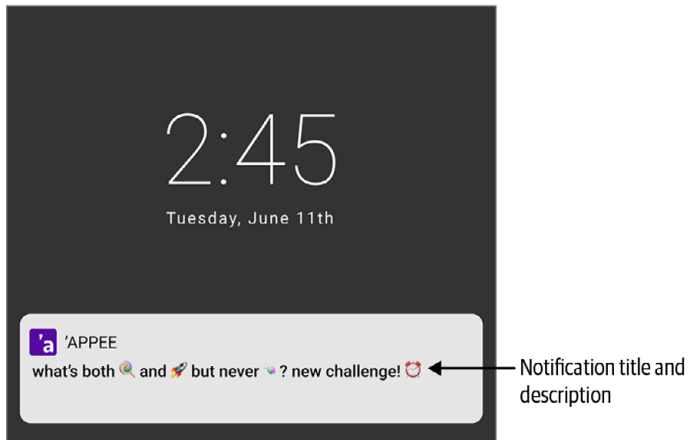 2:45
Tuesday, June 11th
'a 'APPEE
what's both 🍭 and 🚀 but never 🍬? new challenge! ⏰
Notification title and
description